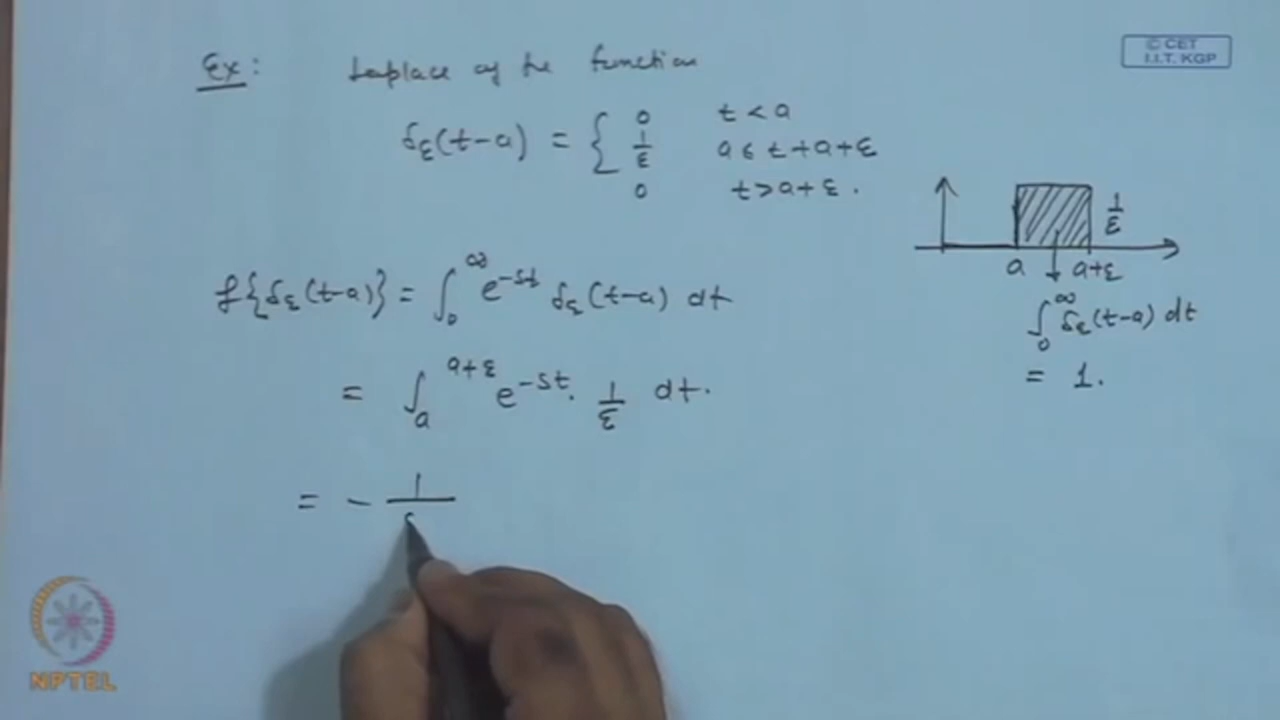 Ex: Laplace of the function
© CET
I.I.T. KGP
δε(t-a) = { 0 t < a
1/ε a ≤ t + a + ε
0 t > a + ε .
1/ε
a a+ε
L{δε(t-a)} = ∫₀^∞ e^-st δε(t-a) dt
∫₀^∞ δε(t-a) dt
= 1.
= ∫ₐ^a+ε e^-st. 1/ε dt.
= - 1/s
NPTEL